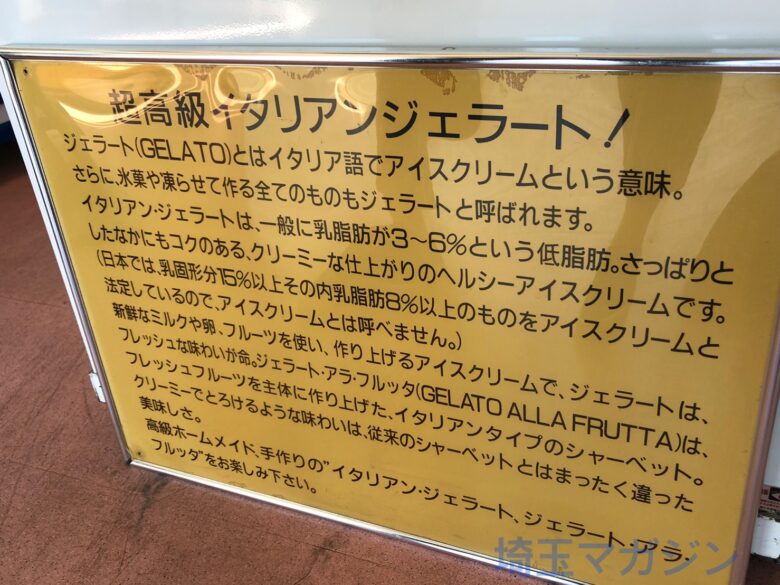 超高級イタリアンジェラート!
ジェラート(GELATO)とはイタリア語でアイスクリームという意味。
さらに、氷菓や凍らせて作る全てのものもジェラートと呼ばれます。
イタリアン・ジェラートは、一般に乳脂肪が3〜6%という低脂肪。さっぱりと
したなかにもコクのある、クリーミーな仕上がりのヘルシーアイスクリームです。
(日本では、乳固形分15%以上その内乳脂肪8%以上のものをアイスクリームと
法定しているので、アイスクリームとは呼べません。)
新鮮なミルクや卵、フルーツを使い、作り上げるアイスクリームで、ジェラートは、
フレッシュな味わいが命。ジェラート・アラ・フルッタ(GELATO ALLA FRUTTA)は、
フレッシュフルーツを主体に作り上げた、イタリアンタイプのシャーベット。
クリーミーでとろけるような味わいは、従来のシャーベットとはまったく違った
美味しさ。
高級ホームメイド、手作りの"イタリアン・ジェラート、ジェラート・アラ・
フルッタ"をお楽しみ下さい。
埼玉マガジン